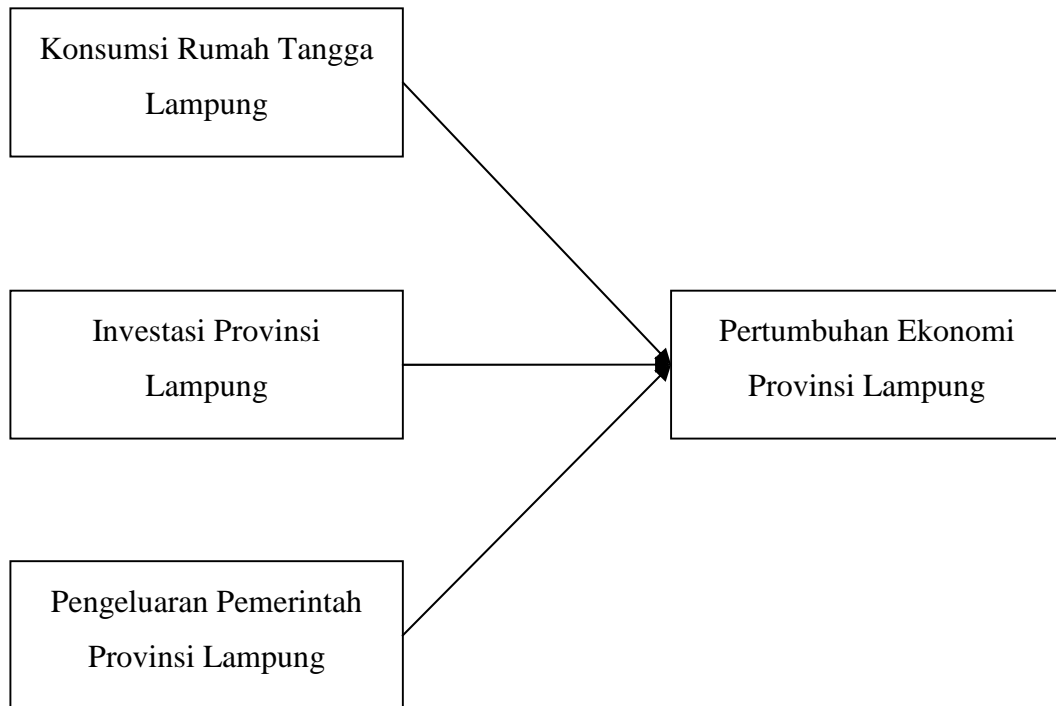 Konsumsi Rumah Tangga
Lampung
Investasi Provinsi
Lampung
Pertumbuhan Ekonomi
Provinsi Lampung
Pengeluaran Pemerintah
Provinsi Lampung